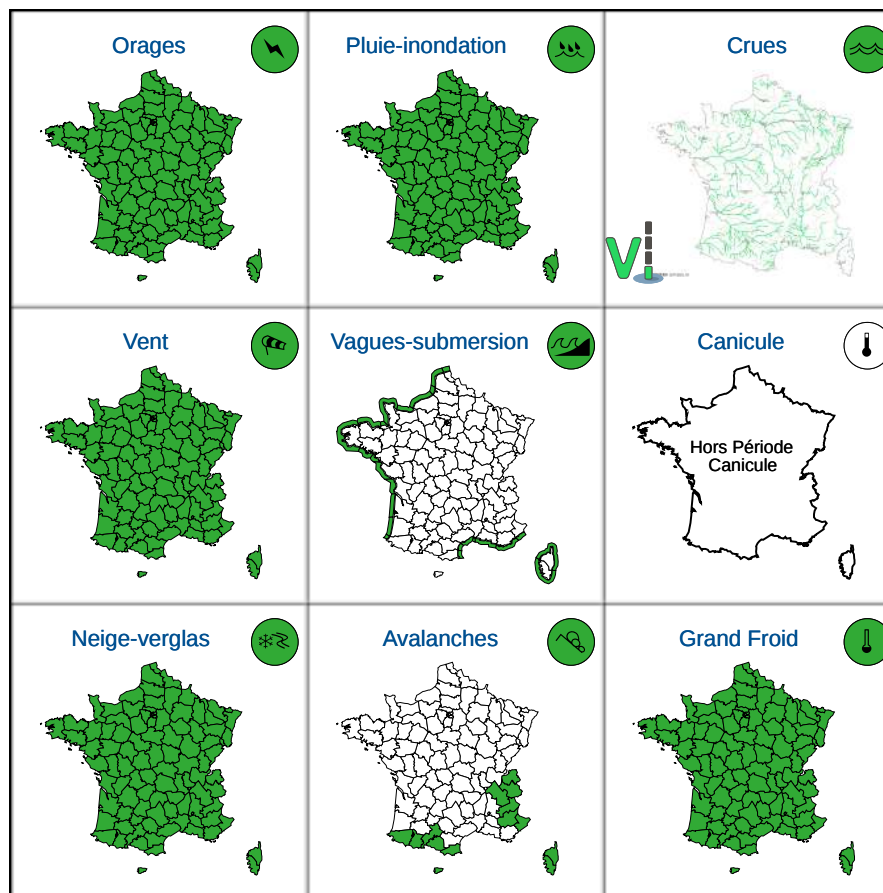 Orages
Pluie-inondation
Crues
Vent
Vagues-submersion
Canicule
Hors Période
Canicule
Neige-verglas
Avalanches
Grand Froid